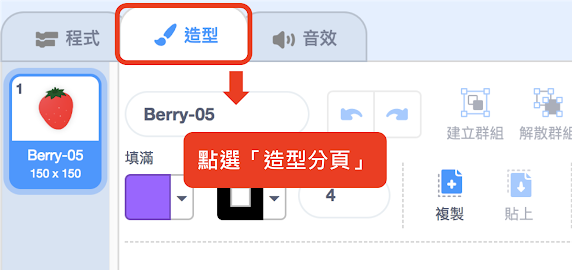 程式
造型
音效
1
Berry-05
150 x 150
Berry-05
建立群組
解散群組
填滿
點選「造型分頁」
4
複製
貼上